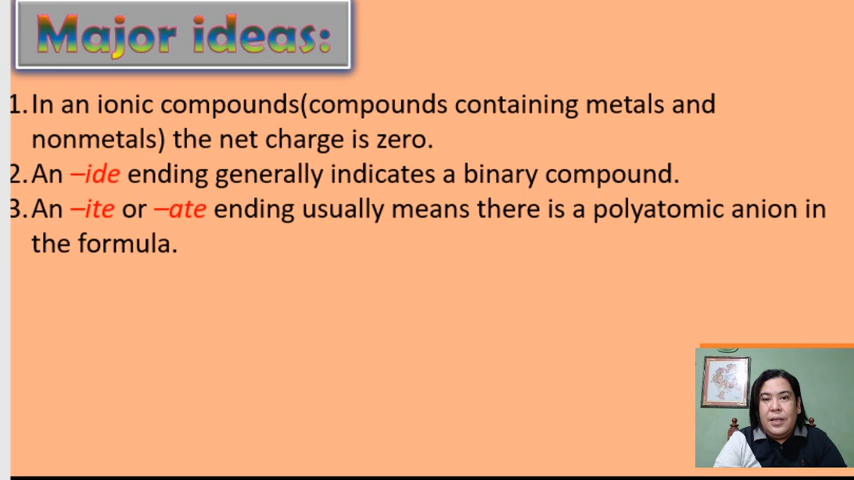 Major ideas:
1. In an ionic compounds(compounds containing metals and
nonmetals) the net charge is zero.
2. An –ide ending generally indicates a binary compound.
3. An –ite or –ate ending usually means there is a polyatomic anion in
the formula.